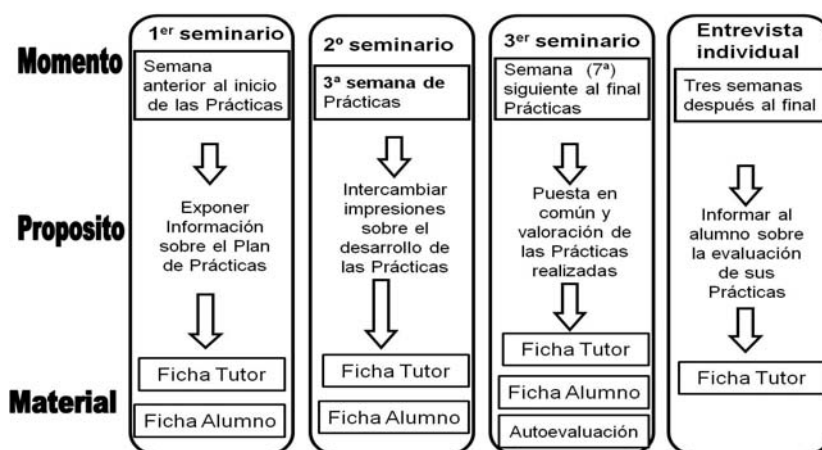 Momento
Proposito
Material
1er seminario
Semana
anterior al inicio
de las Prácticas
Exponer
Información
sobre el Plan
de Prácticas
Ficha Tutor
Ficha Alumno
2º seminario
3ª semana de
Prácticas
Intercambiar
impresiones
sobre el
desarrollo de
las Prácticas
Ficha Tutor
Ficha Alumno
3er seminario
Semana (7ª)
siguiente al final
Prácticas
Puesta en
común y
valoración de
las Prácticas
realizadas
Ficha Tutor
Ficha Alumno
Autoevaluación
Entrevista
individual
Tres semanas
después al final
Informar al
alumno sobre
la evaluación
de sus
Prácticas
Ficha Tutor